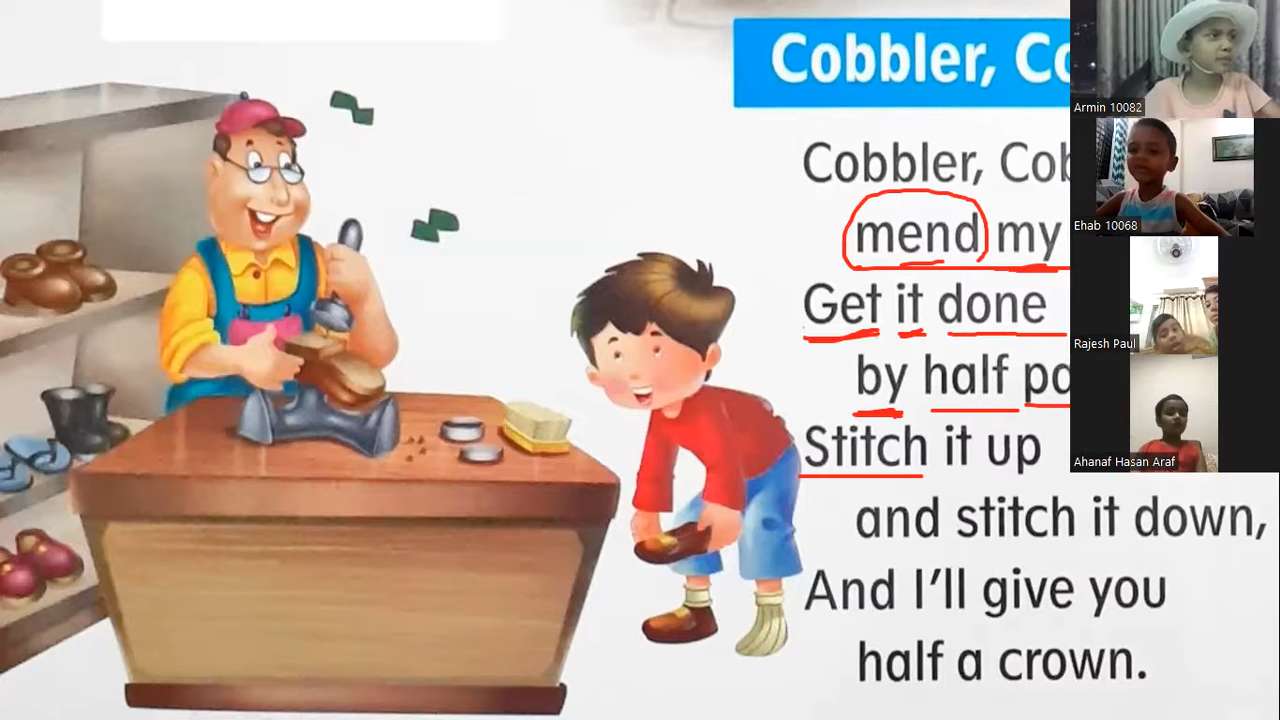 Cobbler, Co
Cobbler, Cob
mend my
Get it done
by half pa
Stitch it up
and stitch it down,
And I'll give you
half a crown.
Armin 10082
Ehab 10068
Rajesh Paul
Ahanaf Hasan Araf